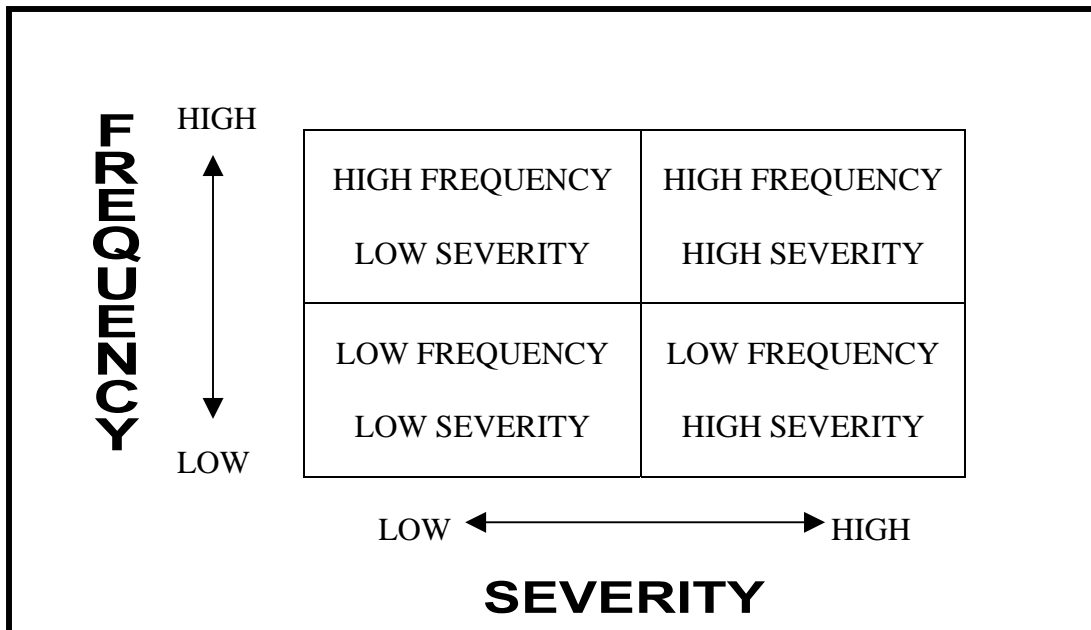 FREQUENCY
HIGH
HIGH FREQUENCY HIGH FREQUENCY
LOW SEVERITY HIGH SEVERITY
LOW FREQUENCY LOW FREQUENCY
LOW SEVERITY HIGH SEVERITY
LOW
LOW HIGH
SEVERITY